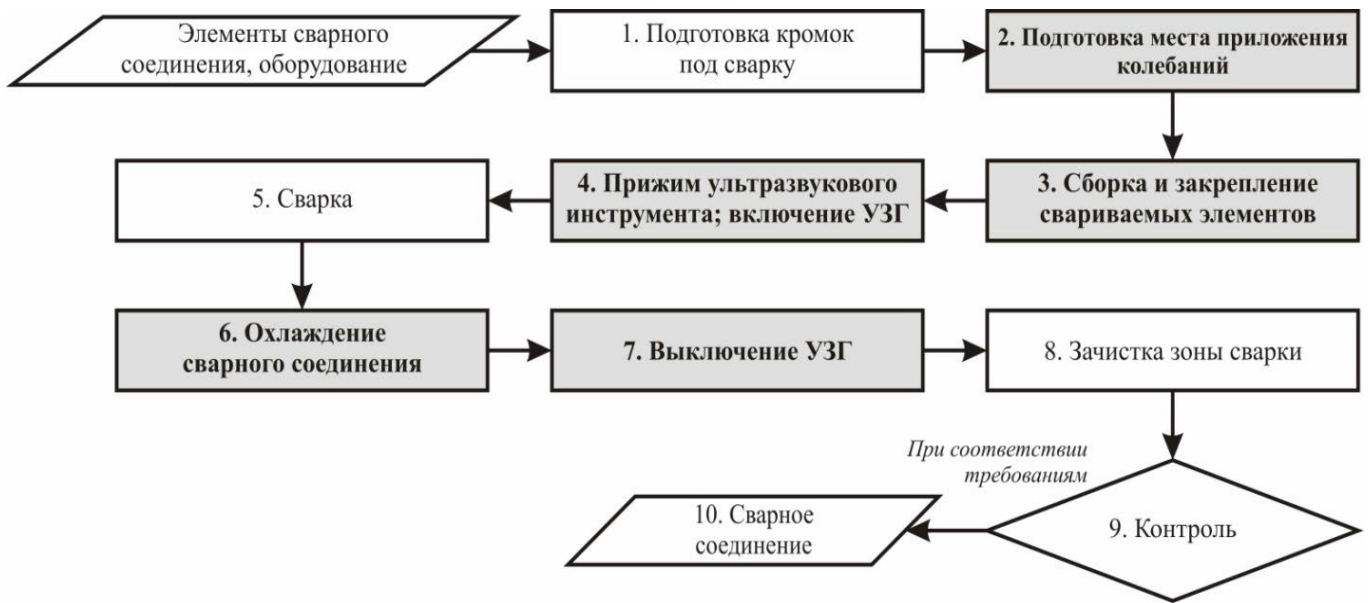 Элементы сварного
соединения, оборудование
1. Подготовка кромок
под сварку
2. Подготовка места приложения
колебаний
3. Сборка и закрепление
свариваемых элементов
4. Прижим ультразвукового
инструмента; включение УЗГ
5. Сварка
6. Охлаждение
сварного соединения
7. Выключение УЗГ
8. Зачистка зоны сварки
При соответствии
требованиям
9. Контроль
10. Сварное
соединение